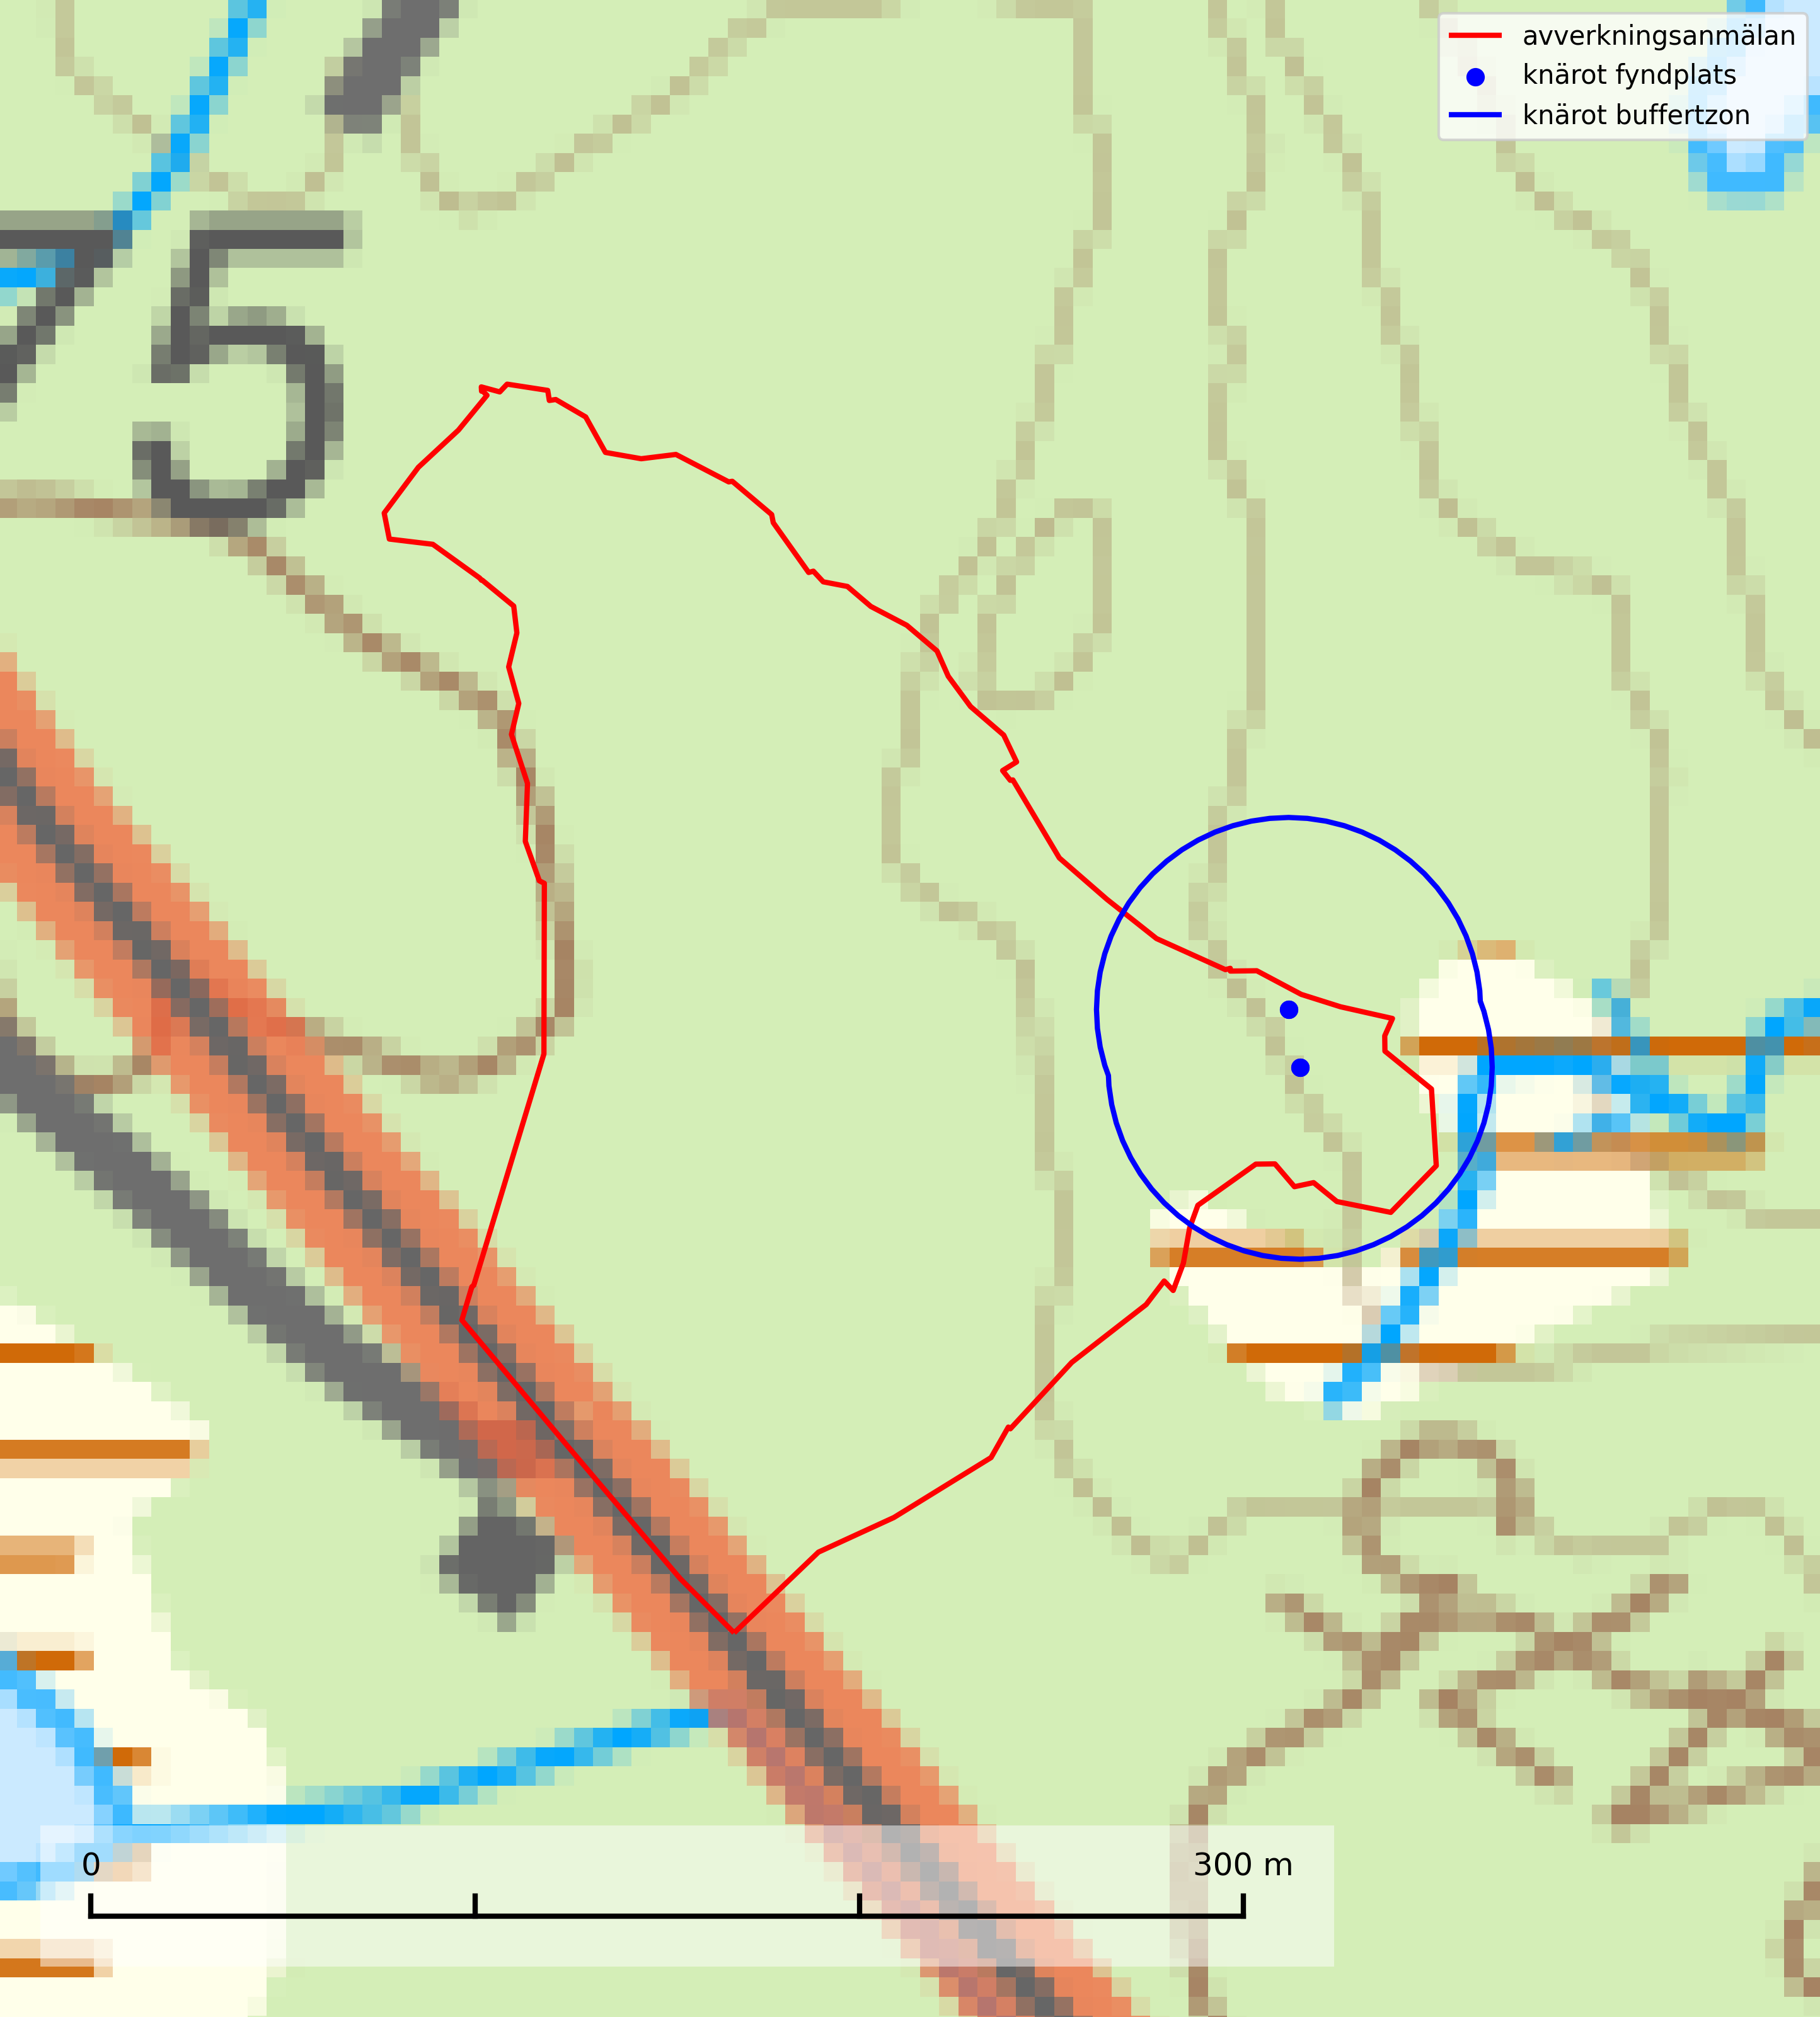 avverkningsanmälan
knärot fyndplats
knärot buffertzon
75
0 300 m